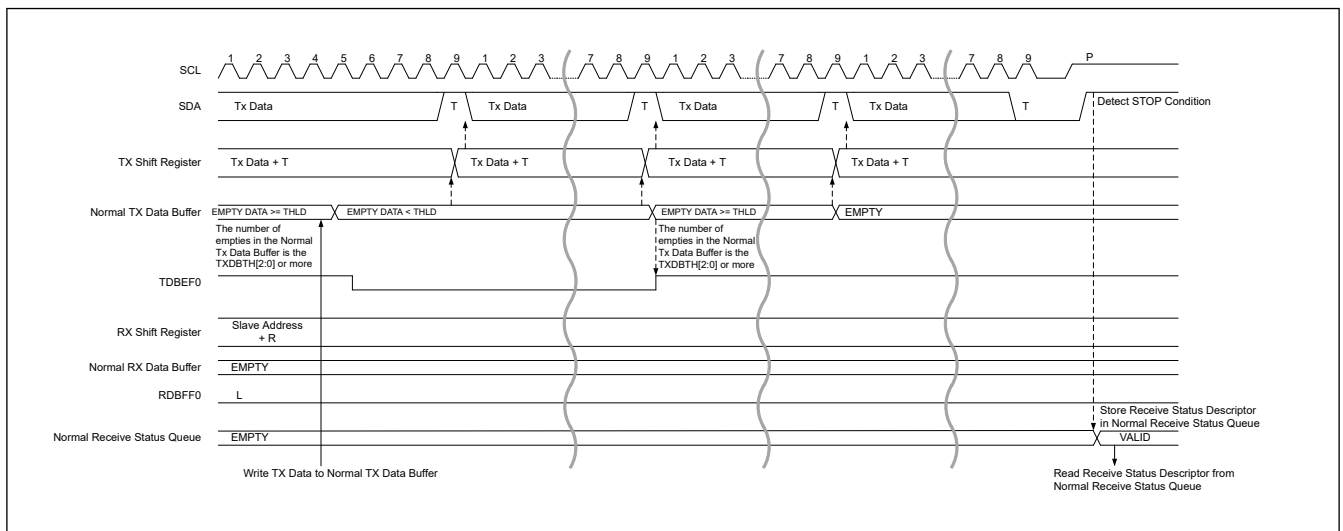 1 2 3 4 5 6 7 8 9 1 2 3 7 8 9 1 2 3 7 8 9 1 2 3 7 8 9 P
SCL
SDA Tx Data T Tx Data T Tx Data T Tx Data T Detect STOP Condition
TX Shift Register Tx Data + T Tx Data + T Tx Data + T Tx Data + T
Normal TX Data Buffer EMPTY DATA >= THLD EMPTY DATA < THLD EMPTY DATA >= THLD EMPTY
The number of
empties in the Normal
Tx Data Buffer is the
TXDBTH[2:0] or more
The number of
empties in the Normal
Tx Data Buffer is the
TXDBTH[2:0] or more
TDBEF0
RX Shift Register
Slave Address
+ R
Normal RX Data Buffer EMPTY
RDBFF0 L
Store Receive Status Descriptor
in Normal Receive Status Queue
Normal Receive Status Queue EMPTY VALID
Write TX Data to Normal TX Data Buffer
Read Receive Status Descriptor from
Normal Receive Status Queue